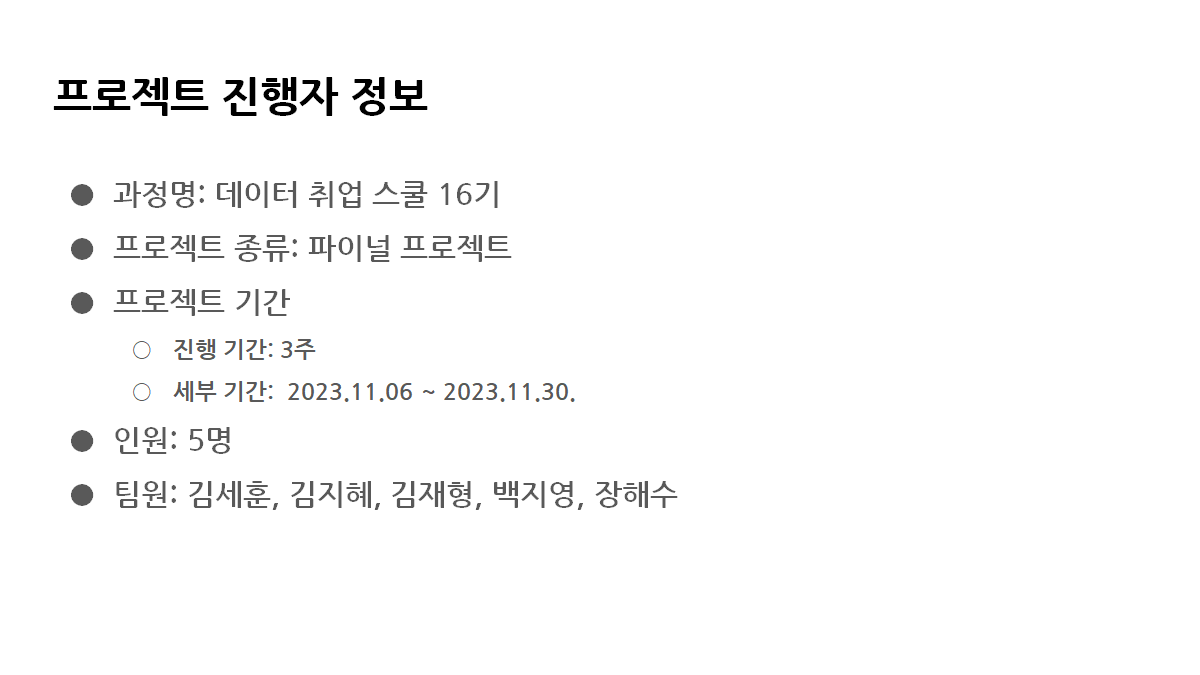 프로젝트 진행자 정보
● 과정명: 데이터 취업 스쿨 16기
● 프로젝트 종류: 파이널 프로젝트
● 프로젝트 기간
○ 진행 기간: 3주
○ 세부 기간: 2023.11.06 ~ 2023.11.30.
● 인원: 5명
● 팀원: 김세훈, 김지혜, 김재형, 백지영, 장해수